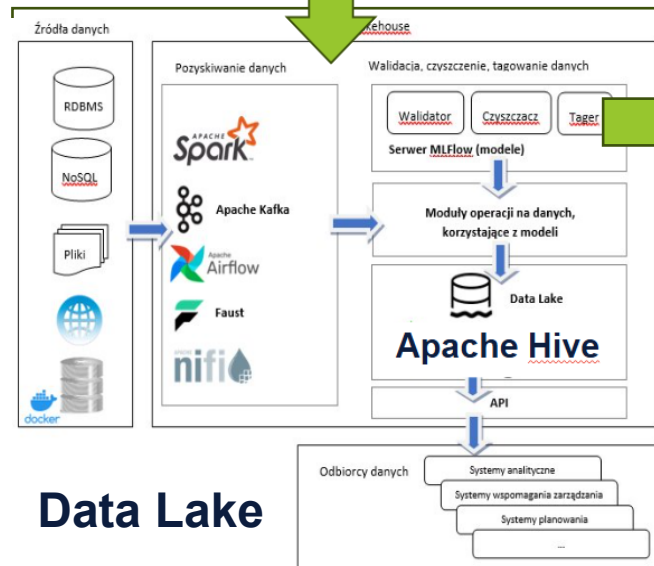 Źródła danych
RDBMS
NoSQL
Pliki
docker
kehouse
Pozyskiwanie danych
APACHE
Spark
Apache Kafka
Apache
Airflow
Faust
nifi
Walidacja, czyszczenie, tagowanie danych
Walidator
Czyszczacz
Tager
Serwer MLFlow (modele)
Moduły operacji na danych,
korzystające z modeli
Data Lake
Apache Hive
API
Odbiorcy danych
Systemy analityczne
Systemy wspomagania zarządzania
Systemy planowania
...
Data Lake